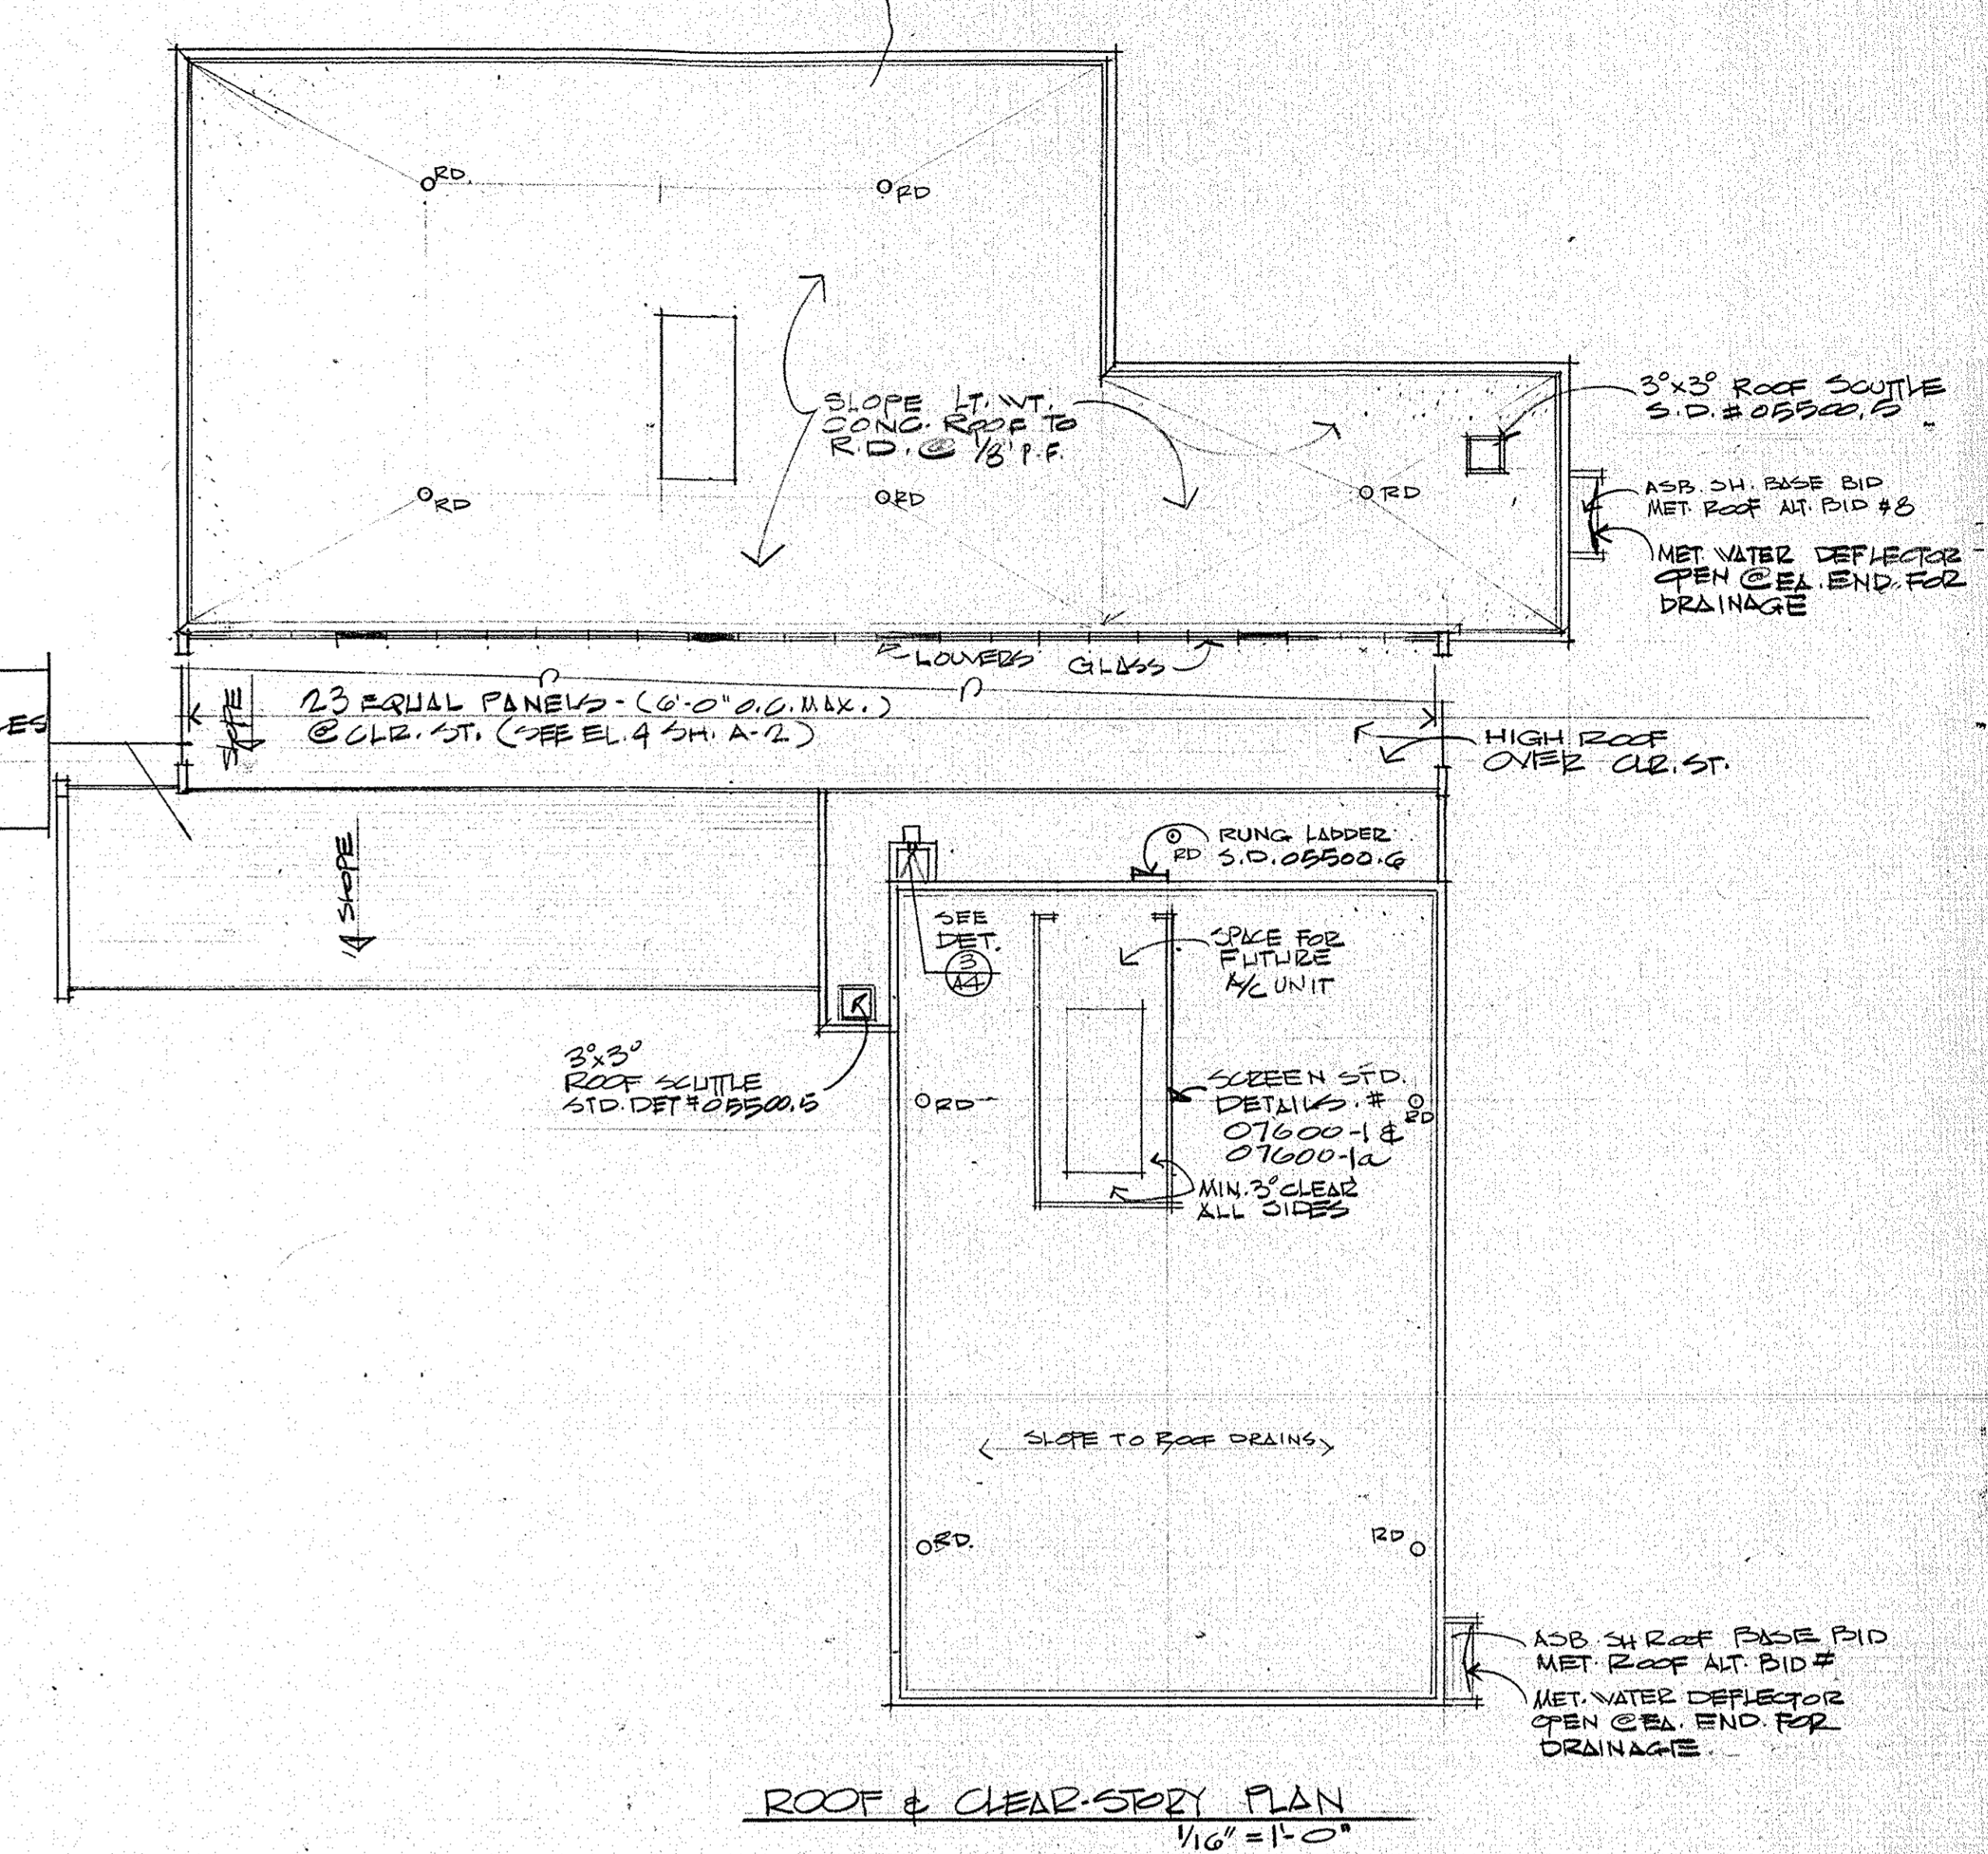 RD.
RD
SLOPE LT. WT.
CONC. ROOF TO
R.D. @ 1/8" P.F.
3⁰x3⁰ ROOF SCUTTLE
S.D. # 05500.5
RD
RD
RD
ASB. SH. BASE BID
MET. ROOF ALT. BID #8
MET. WATER DEFLECTOR
OPEN @ EA. END. FOR
DRAINAGE
LOUVERS
GLASS
ES
SLOPE
23 EQUAL PANELS - (6'-0" O.C. MAX.)
@ CLR. ST. (SEE EL. 4 SH. A-2)
HIGH ROOF
OVER CLR. ST.
SLOPE
RD
RUNG LADDER
S.D. 05500.6
SEE
DET.
3
A4
SPACE FOR
FUTURE
A/C UNIT
3⁰x3⁰
ROOF SCUTTLE
STD. DET # 05500.5
RD
SCREEN STD.
DETAILS. #
07600-1 &
07600-1a
RD
MIN. 3⁰ CLEAR
ALL SIDES
SLOPE TO ROOF DRAINS
RD.
RD
ASB. SH ROOF BASE BID
MET. ROOF ALT. BID #
MET. WATER DEFLECTOR
OPEN @ EA. END. FOR
DRAINAGE.
ROOF & CLEAR-STORY PLAN
1/16" = 1'-0"